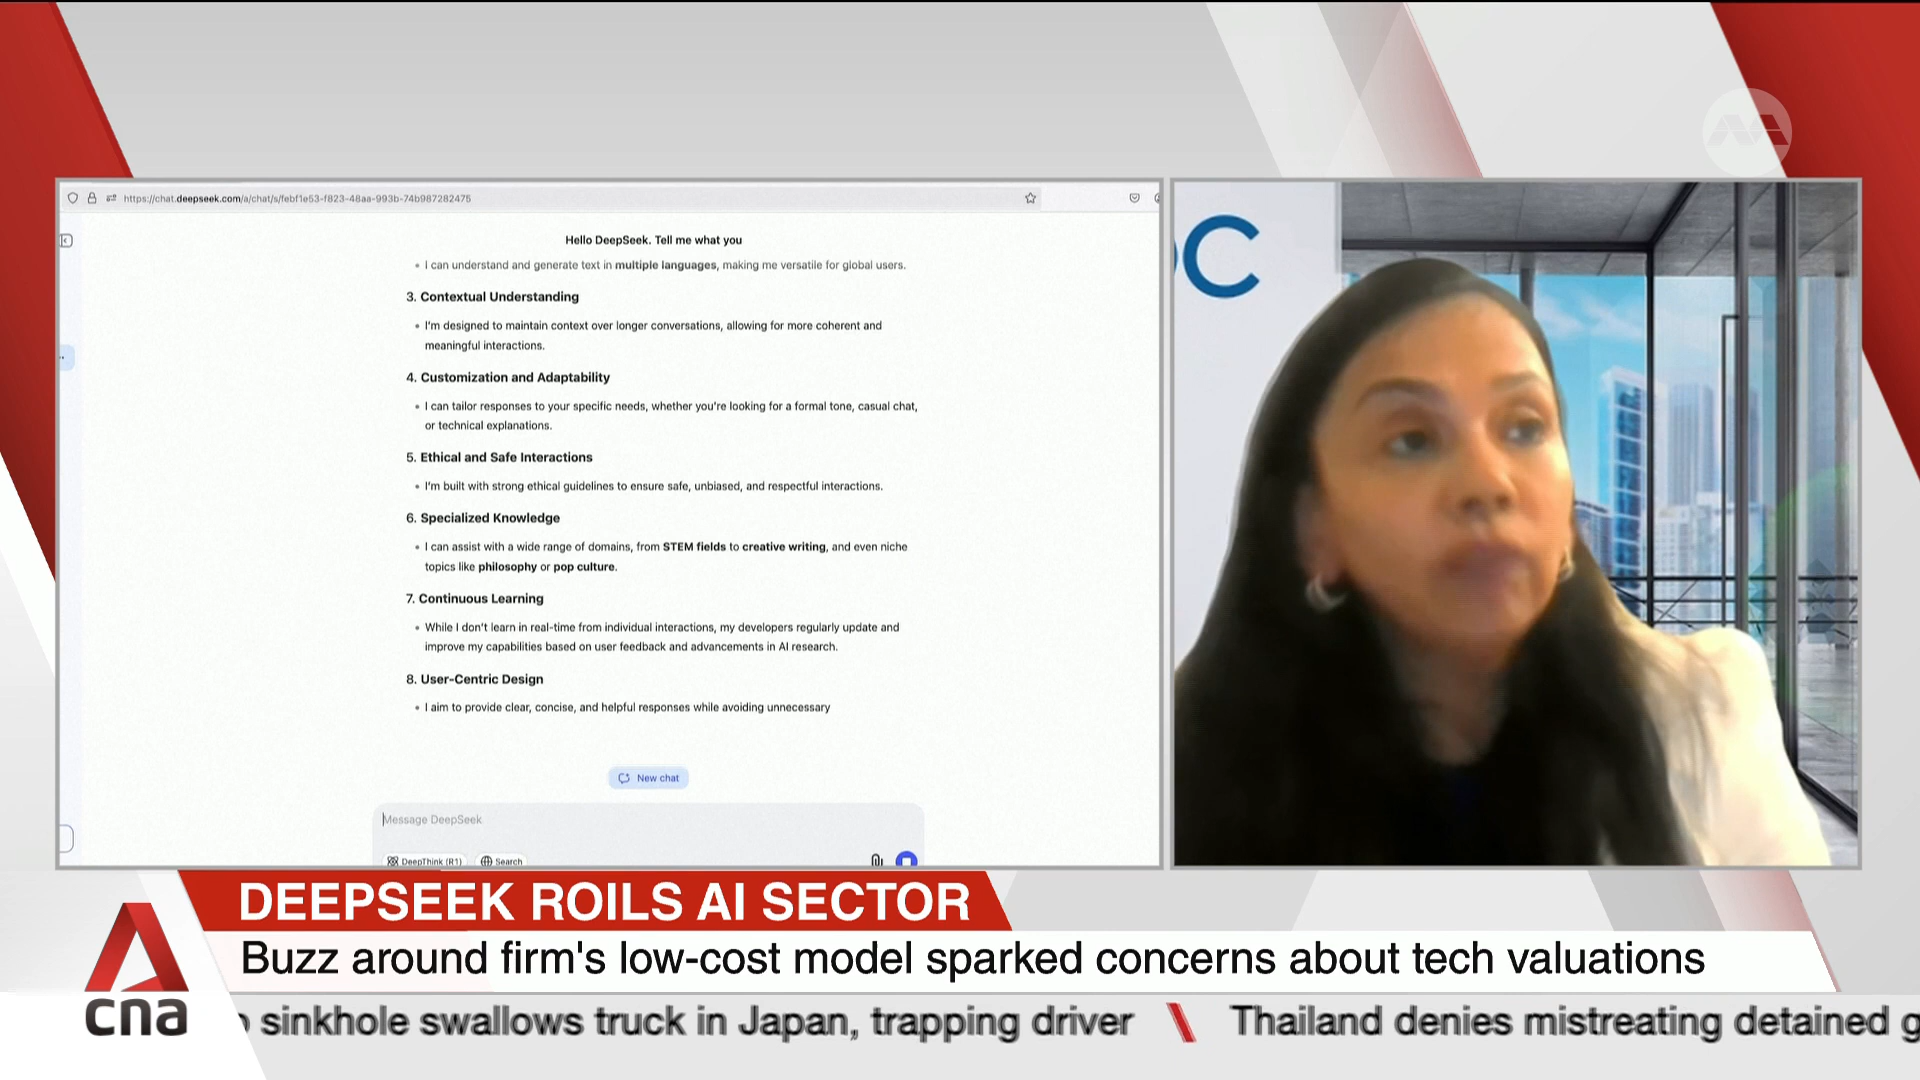 https://chat.deepseek.com/a/chat/s/febf1e53-f823-48aa-993b-74b987282475
Hello DeepSeek. Tell me what you
• I can understand and generate text in multiple languages, making me versatile for global users.
3. Contextual Understanding
• I'm designed to maintain context over longer conversations, allowing for more coherent and
meaningful interactions.
4. Customization and Adaptability
• I can tailor responses to your specific needs, whether you're looking for a formal tone, casual chat,
or technical explanations.
5. Ethical and Safe Interactions
• I'm built with strong ethical guidelines to ensure safe, unbiased, and respectful interactions.
6. Specialized Knowledge
• I can assist with a wide range of domains, from STEM fields to creative writing, and even niche
topics like philosophy or pop culture.
7. Continuous Learning
• While I don't learn in real-time from individual interactions, my developers regularly update and
improve my capabilities based on user feedback and advancements in AI research.
8. User-Centric Design
• I aim to provide clear, concise, and helpful responses while avoiding unnecessary
New chat
Message DeepSeek
DeepThink (R1) Search
C
DEEPSEEK ROILS AI SECTOR
Buzz around firm's low-cost model sparked concerns about tech valuations
cna
sinkhole swallows truck in Japan, trapping driver \ Thailand denies mistreating detained